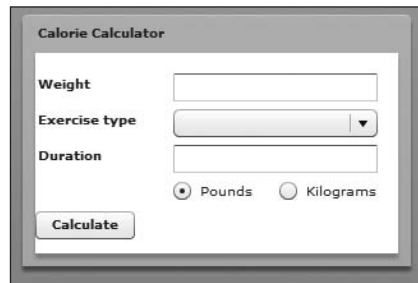 Calorie Calculator
Weight
Exercise type
Duration
Pounds Kilograms
Calculate